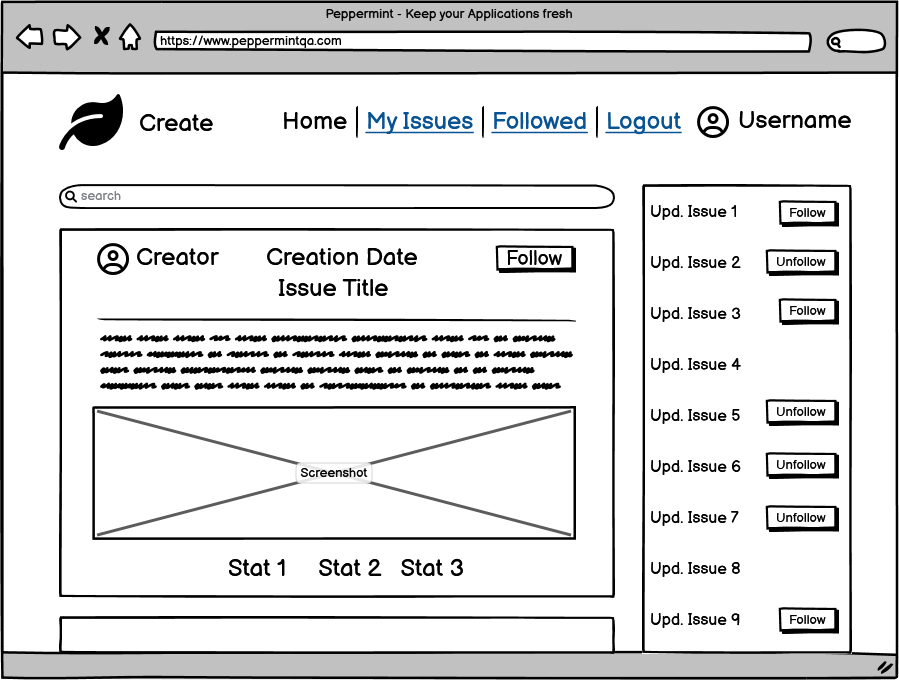 Peppermint - Keep your Applications fresh
https://www.peppermintqa.com
Create Home My Issues Followed Logout Username
search
Creator Creation Date Follow
Issue Title
Screenshot
Stat 1 Stat 2 Stat 3
Upd. Issue 1 Follow
Upd. Issue 2 Unfollow
Upd. Issue 3 Follow
Upd. Issue 4
Upd. Issue 5 Unfollow
Upd. Issue 6 Unfollow
Upd. Issue 7 Unfollow
Upd. Issue 8
Upd. Issue 9 Follow